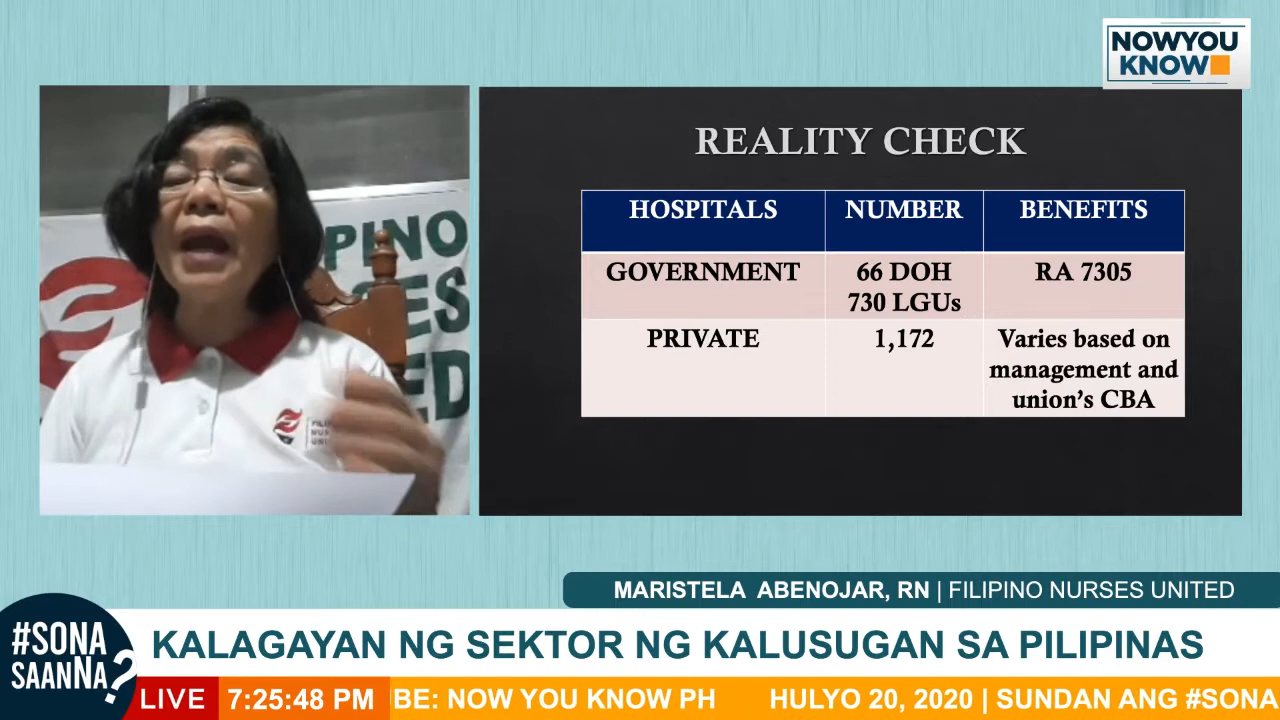 NOWYOU
KNOW
REALITY CHECK
HOSPITALS NUMBER BENEFITS
GOVERNMENT 66 DOH RA 7305
730 LGUs
PRIVATE 1,172 Varies based on
management and
union's CBA
PINO
ES
ED
MARISTELA ABENOJAR, RN | FILIPINO NURSES UNITED
#SONA
SAANNA?
KALAGAYAN NG SEKTOR NG KALUSUGAN SA PILIPINAS
LIVE 7:25:48 PM BE: NOW YOU KNOW PH HULYO 20, 2020 | SUNDAN ANG #SONA